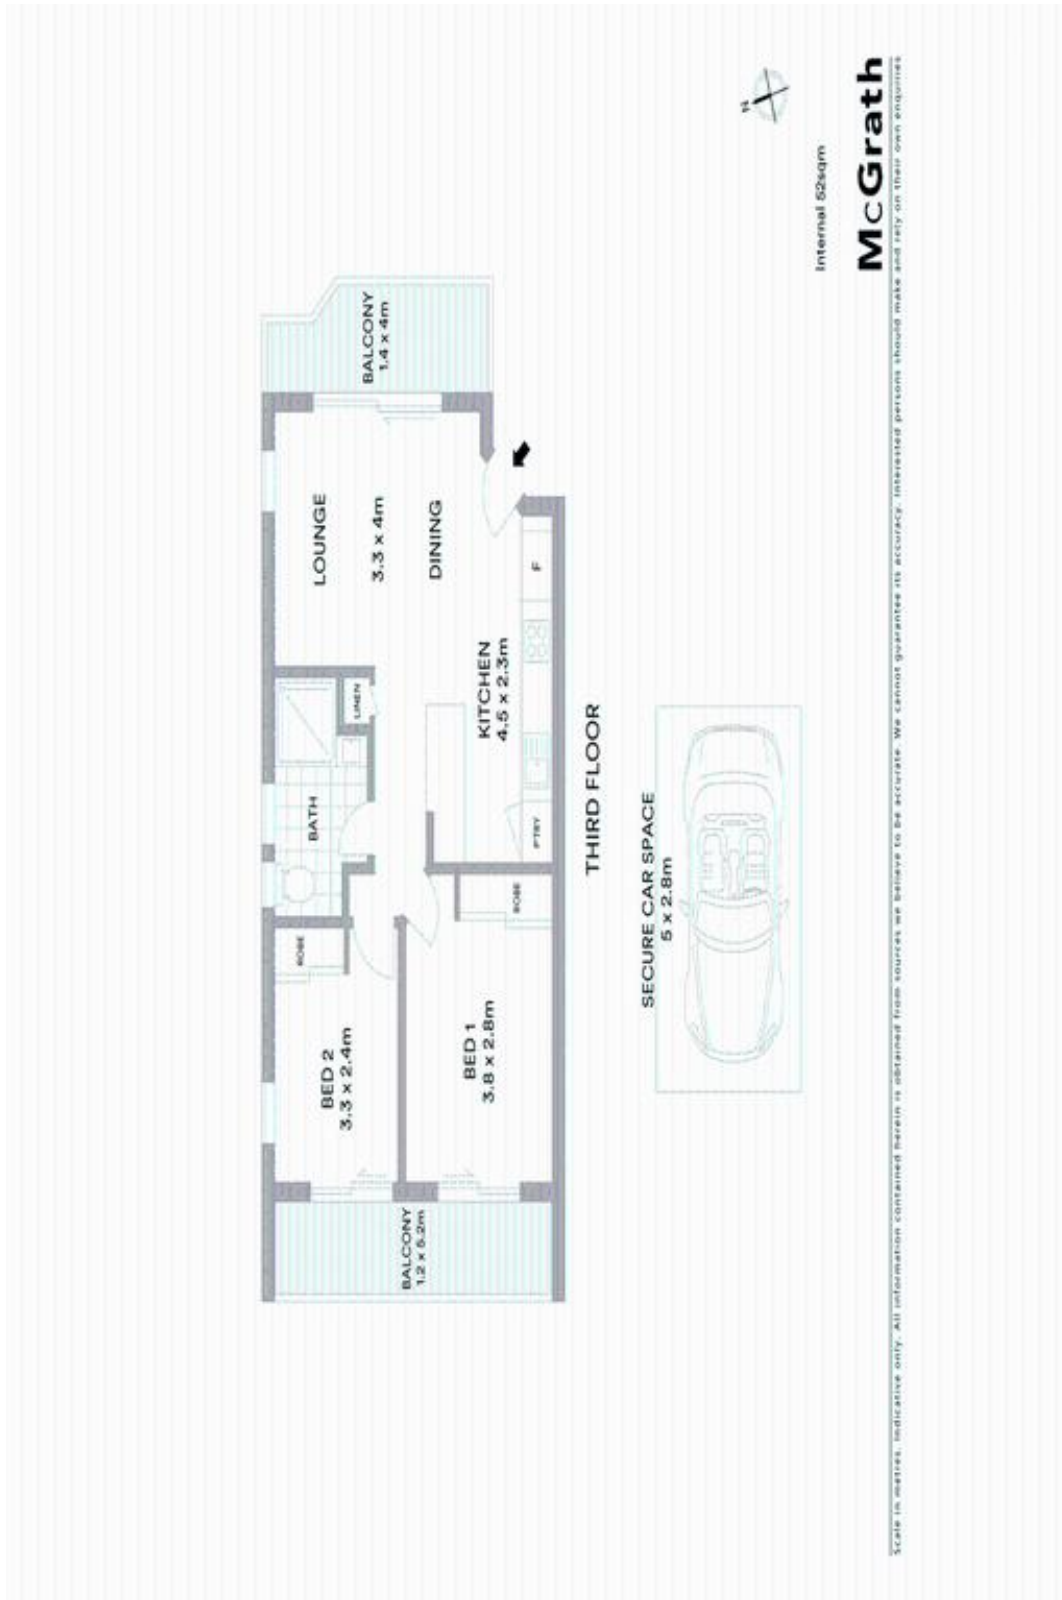 BED 2
3.3 x 2.4m
ROBE
BATH
LINEN
LOUNGE
3.3 x 4m
DINING
BALCONY
1.4 x 4m
BALCONY
1.2 x 5.2m
BED 1
3.8 x 2.8m
ROBE
PTRY
KITCHEN
4.5 x 2.3m
F
THIRD FLOOR
SECURE CAR SPACE
5 x 2.8m
N
Internal 52sqm
McGrath
Scale in metres. Indicative only. All information contained herein is obtained from sources we believe to be accurate. We cannot guarantee its accuracy. Interested persons should make and rely on their own enquiries